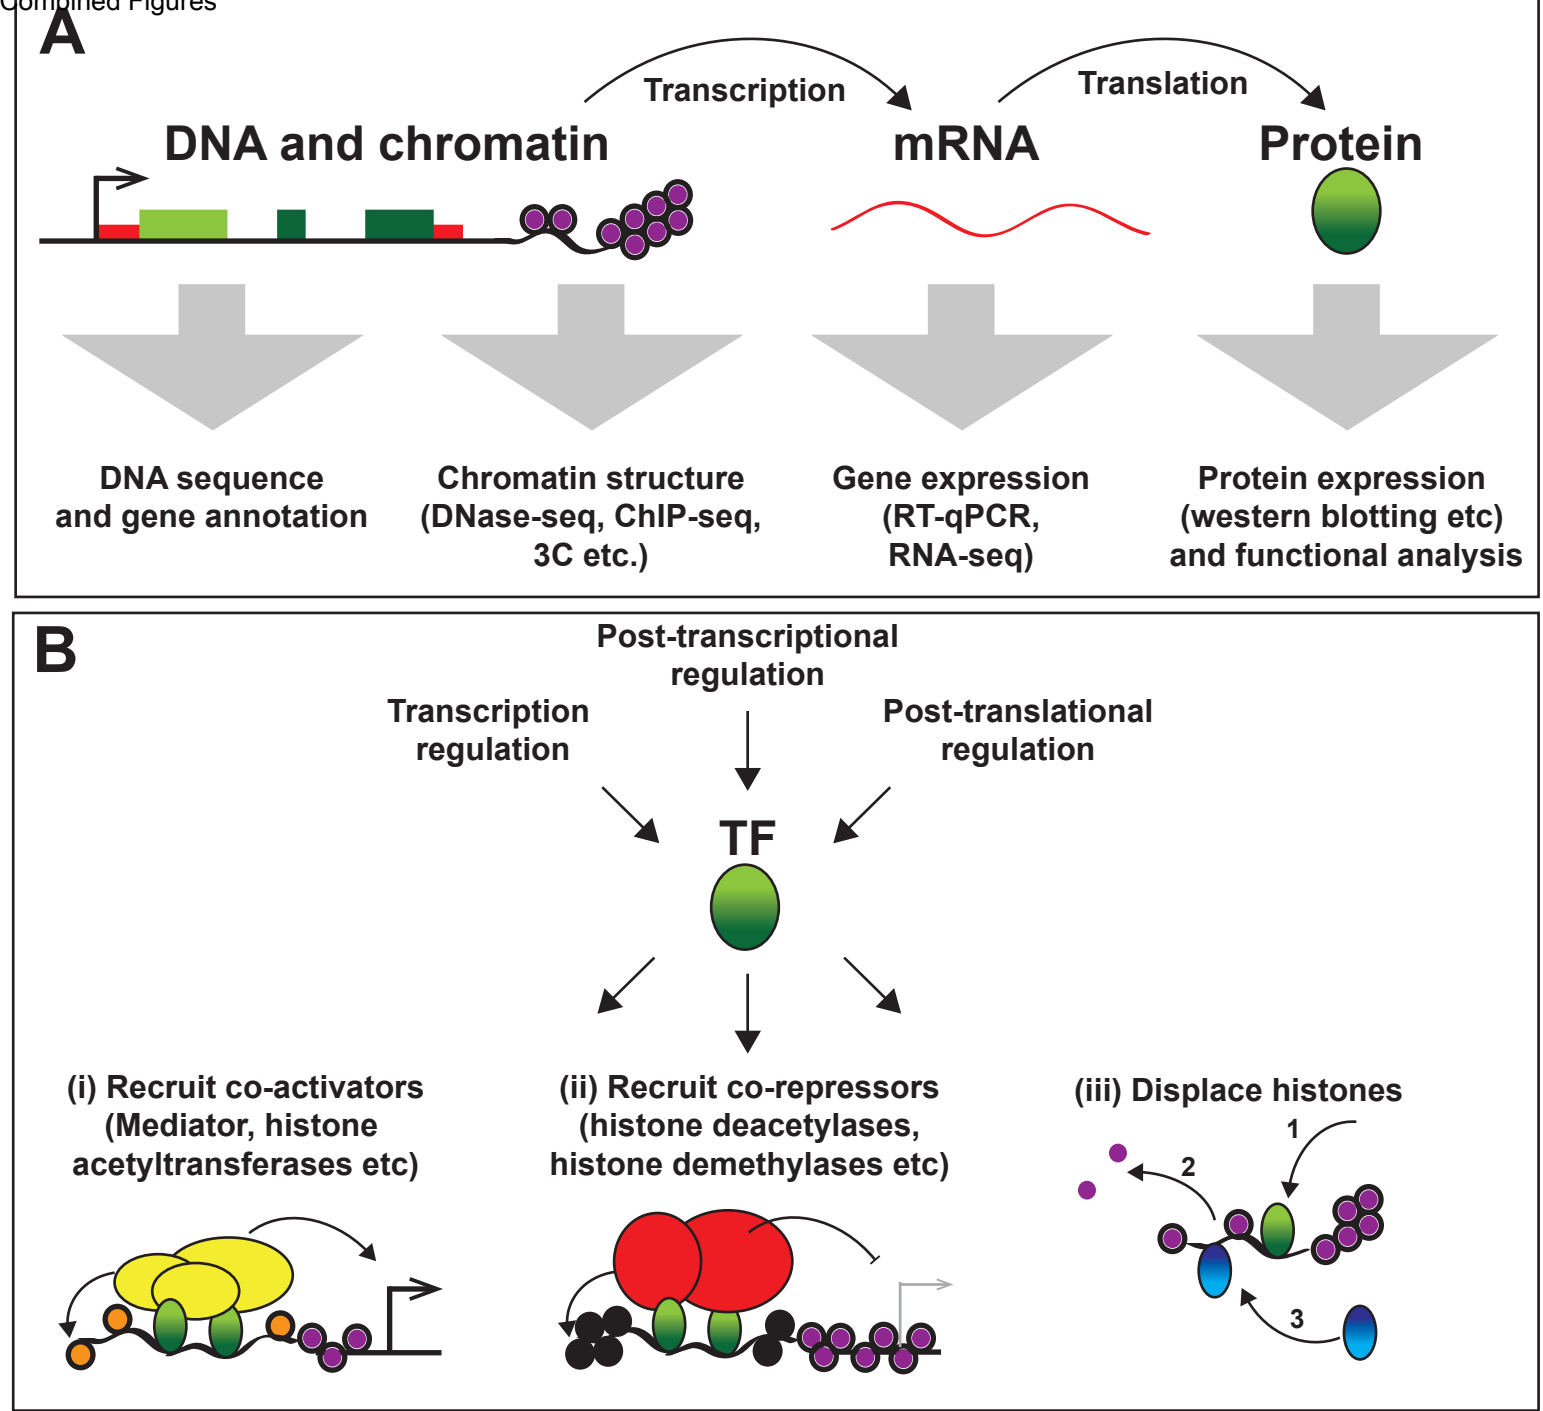 Combined Figures
A
Transcription
Translation
DNA and chromatin
mRNA
Protein
DNA sequence
and gene annotation
Chromatin structure
(DNase-seq, ChIP-seq,
3C etc.)
Gene expression
(RT-qPCR,
RNA-seq)
Protein expression
(western blotting etc)
and functional analysis
B
Post-transcriptional
regulation
Transcription
regulation
Post-translational
regulation
TF
(i) Recruit co-activators
(Mediator, histone
acetyltransferases etc)
(ii) Recruit co-repressors
(histone deacetylases,
histone demethylases etc)
(iii) Displace histones
1
2
3